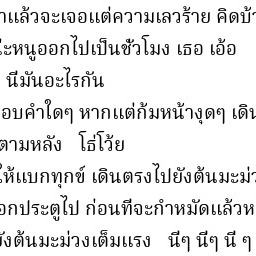 าแล้วจะเจอแต่ความเลวร้าย คิดบ้
ะหนูออกไปเป็นชั่วโมง เธอ เอ้อ
นี่มันอะไรกัน
อบคำใดๆ หากแต่ก้มหน้างุดๆ เดิน
ตามหลัง โธ่โว้ย
ให้แบกทุกข์ เดินตรงไปยังต้นมะม่ว
อกประตูไป ก่อนที่จะกำหมัดแล้วห
ยังต้นมะม่วงเต็มแรง นี่ๆ นี่ๆ นี่ ๆ